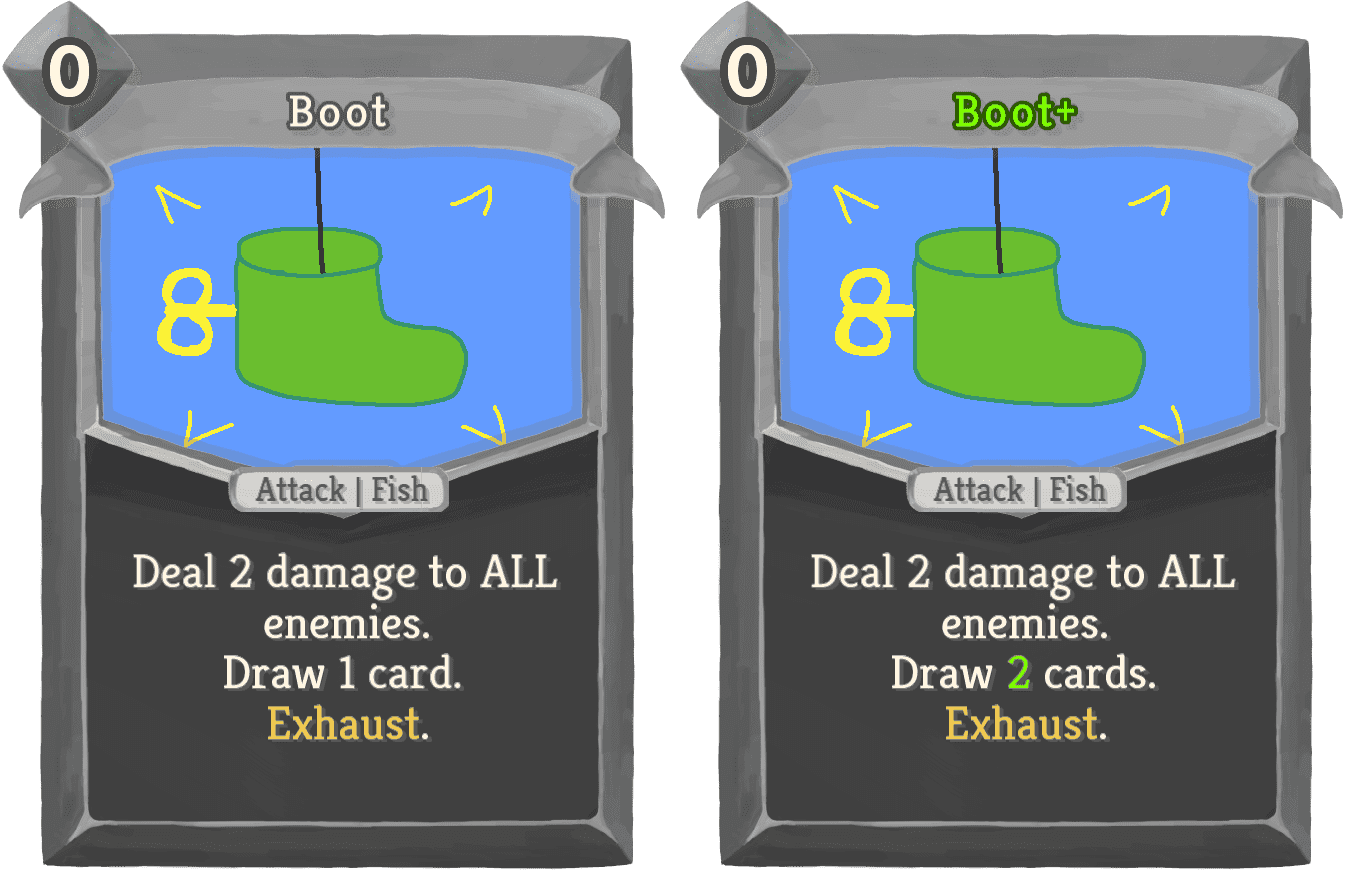 0
Boot
Attack | Fish
Deal 2 damage to ALL
enemies.
Draw 1 card.
Exhaust.
0
Boot+
Attack | Fish
Deal 2 damage to ALL
enemies.
Draw 2 cards.
Exhaust.